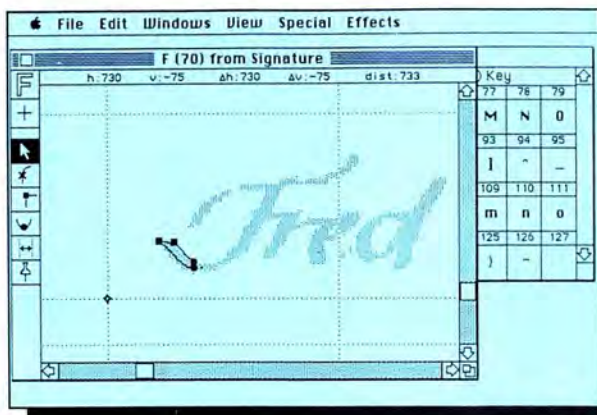 File Edit Windows View Special Effects
F (70) from Signature
h:730 v:-75 Δh:730 Δv:-75 dist:733
Key
77 78 79
M N O
93 94 95
] ^ _
109 110 111
m n o
125 126 127
} ~
Fred